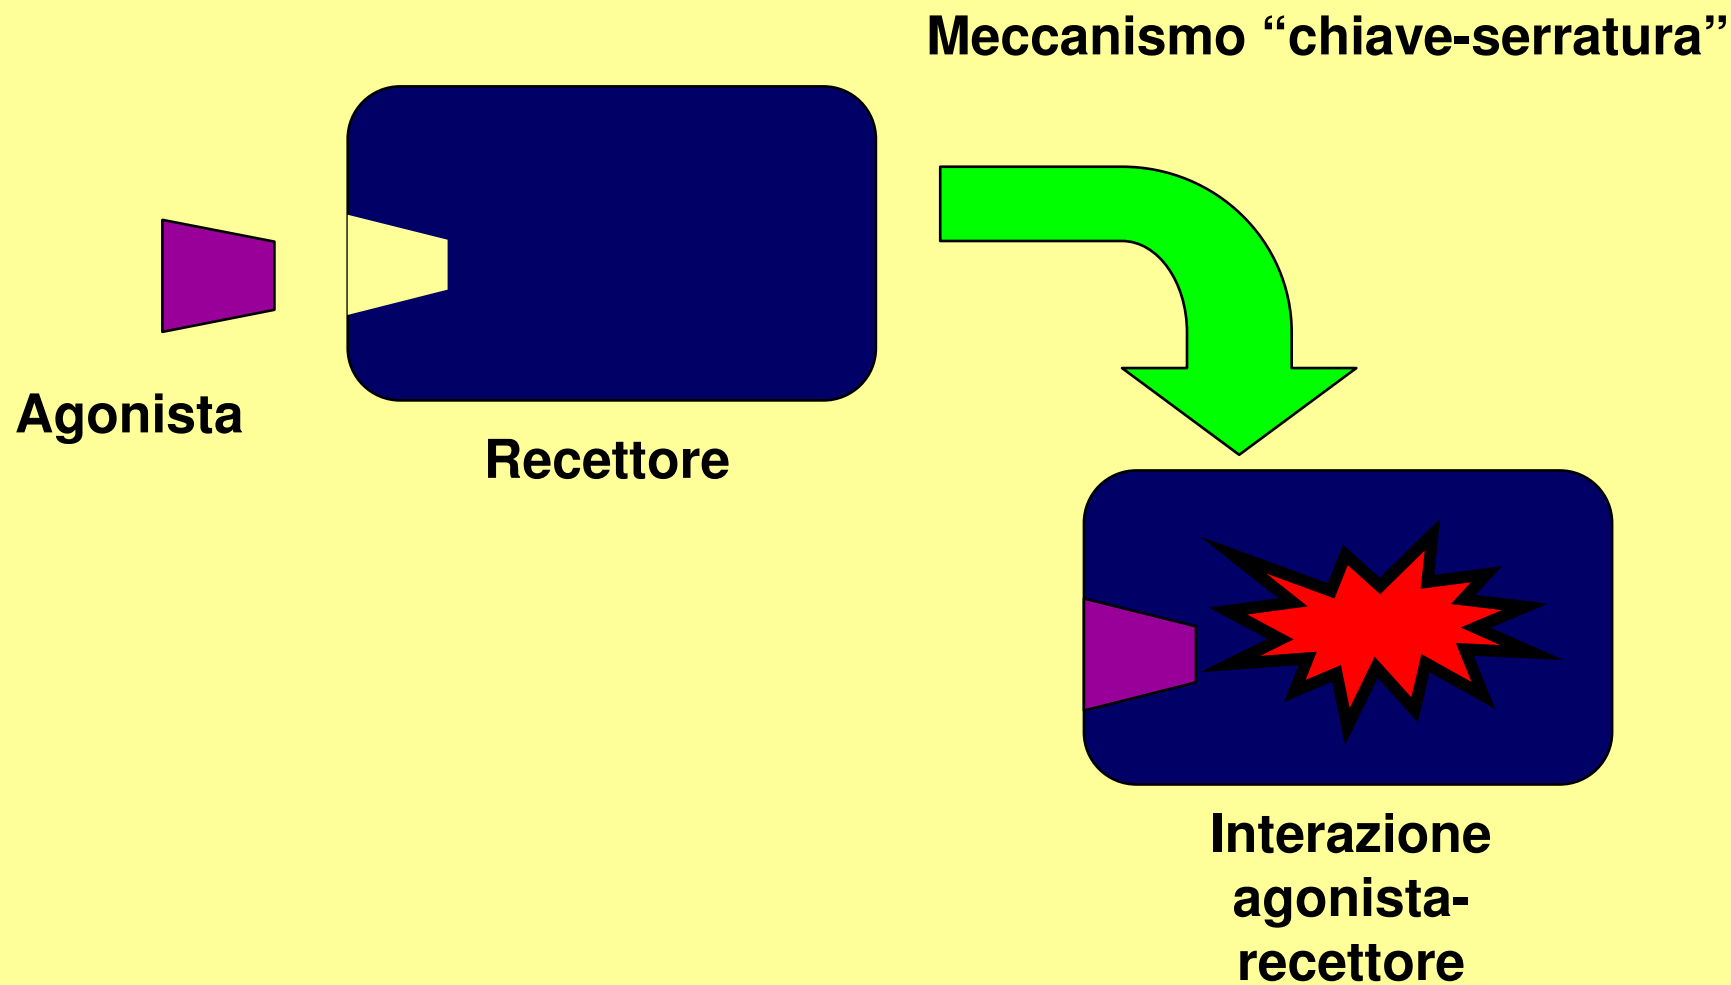 Meccanismo “chiave-serratura”
Agonista
Recettore
Interazione
agonista-
recettore